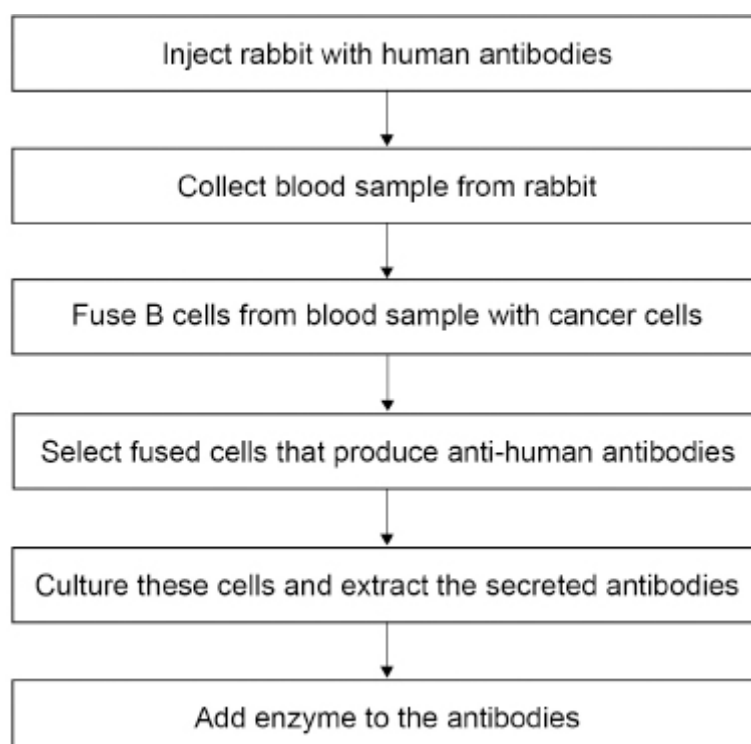 Inject rabbit with human antibodies
Collect blood sample from rabbit
Fuse B cells from blood sample with cancer cells
Select fused cells that produce anti-human antibodies
Culture these cells and extract the secreted antibodies
Add enzyme to the antibodies